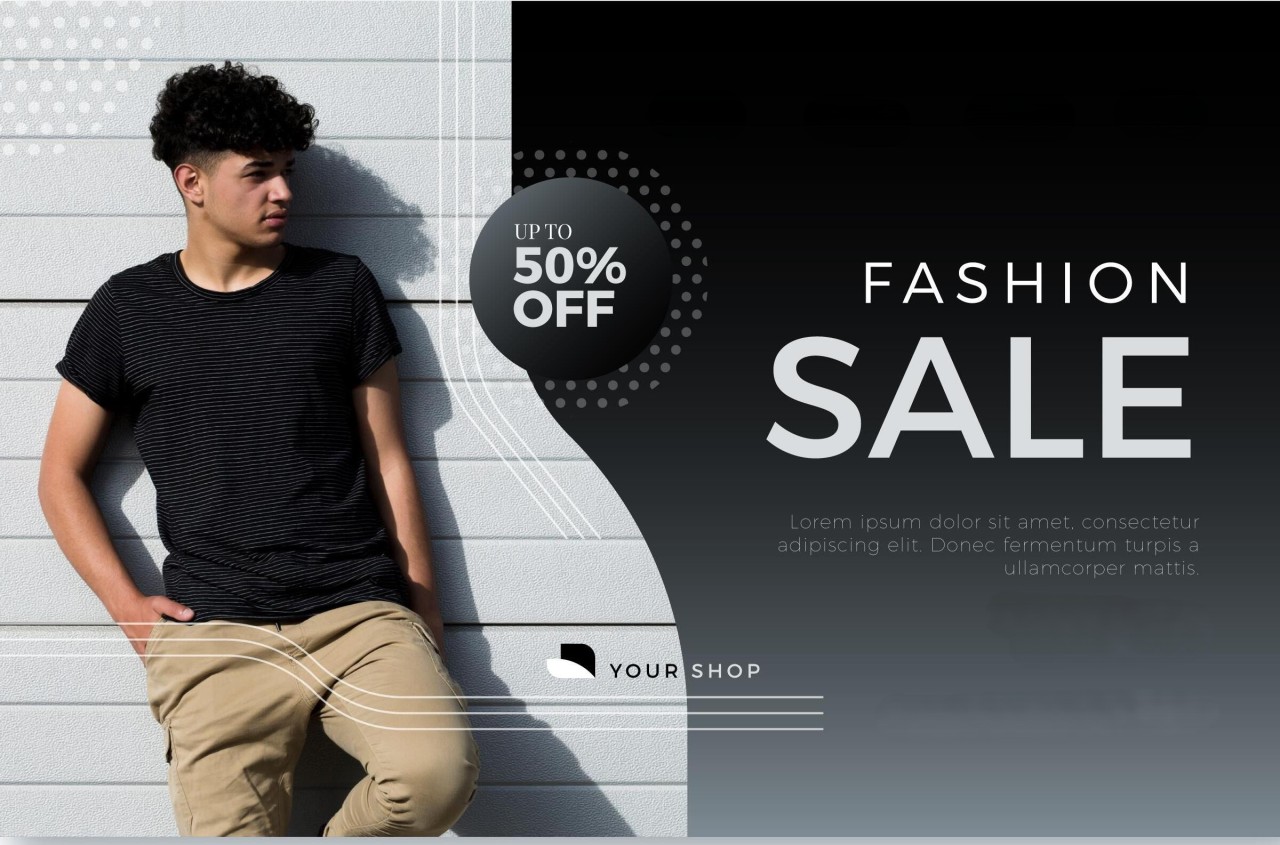 UP TO
50%
OFF
FASHION
SALE
Lorem ipsum dolor sit amet, consectetur
adipiscing elit. Donec fermentum turpis a
ullamcorper mattis.
YOUR SHOP